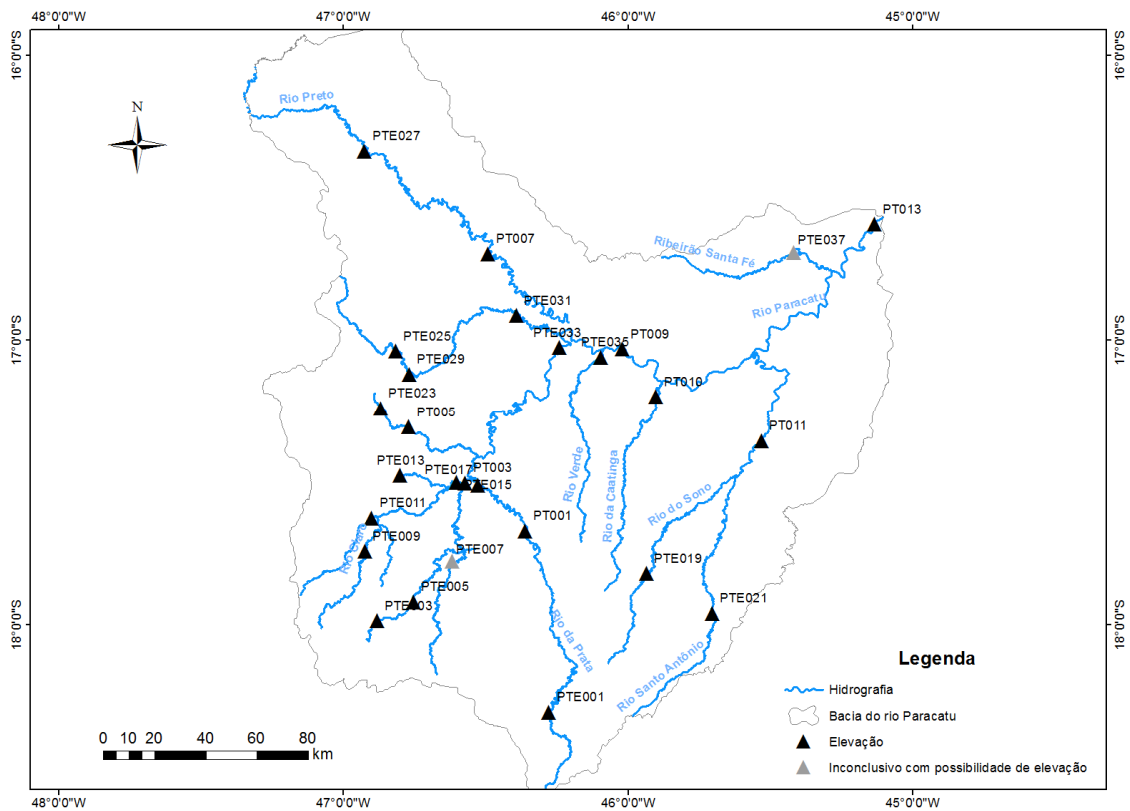 48°0'0"W 47°0'0"W 46°0'0"W 45°0'0"W
16°0'0"S 16°0'0"S
N
Rio Preto
PTE027
PT013
PT007
PTE037
Ribeirão Santa Fé
Rio Paracatu
PTE031
PTE033
PT009
PTE035
17°0'0"S 17°0'0"S
PTE025
PTE029
PTE023
PT010
PT005
PT011
Rio Verde
Rio da Caatinga
PTE013
PTE017
PT003
PTE015
Rio do Sono
PTE011
PT001
Rio Claro
PTE009
PTE007
PTE019
PTE005
PTE021
18°0'0"S 18°0'0"S
Rio da Prata
Rio Santo Antônio
PTE001
Legenda
Hidrografia
Bacia do rio Paracatu
Elevação
Inconclusivo com possibilidade de elevação
0 10 20 40 60 80
km
48°0'0"W 47°0'0"W 46°0'0"W 45°0'0"W